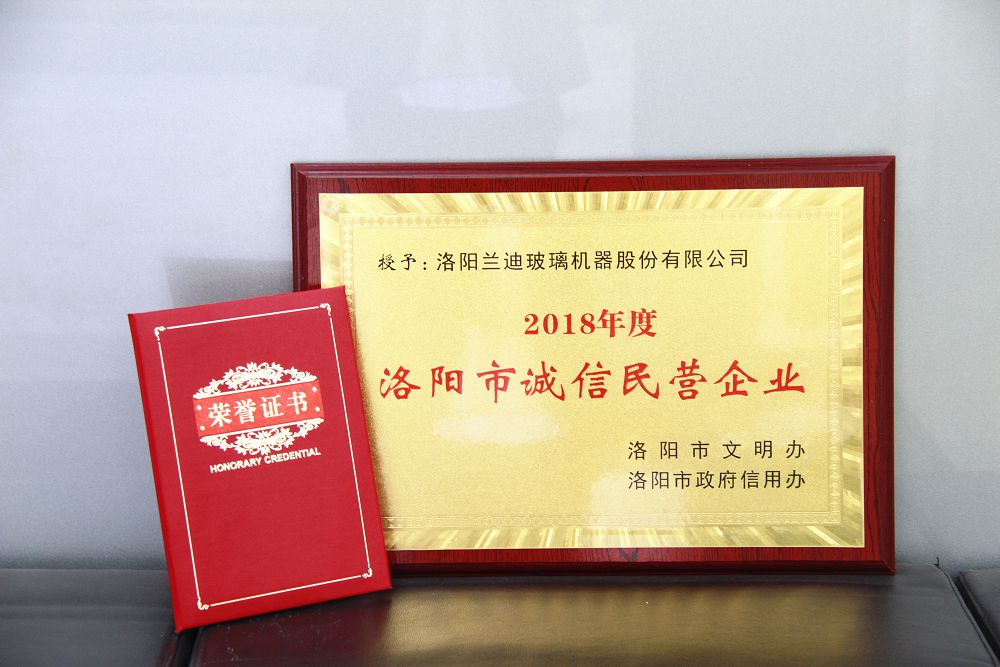 授予：洛阳兰迪玻璃机器股份有限公司
2018年度
洛阳市诚信民营企业
洛阳市文明办
洛阳市政府信用办
荣誉证书
HONORARY CREDENTIAL